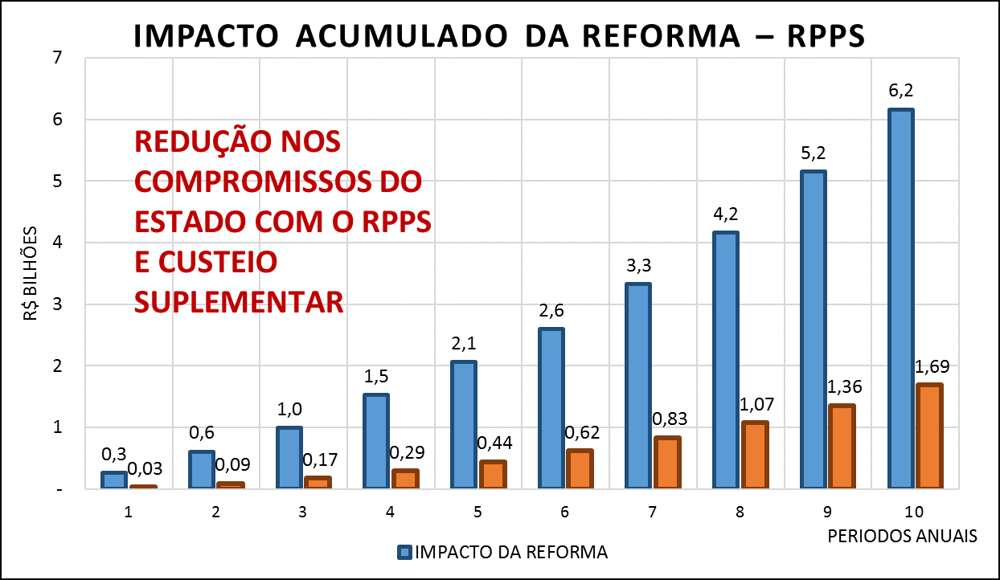 IMPACTO ACUMULADO DA REFORMA – RPPS
7
6
5
4
3
2
1
-
R$ BILHÕES
REDUÇÃO NOS
COMPROMISSOS DO
ESTADO COM O RPPS
E CUSTEIO
SUPLEMENTAR
0,3 0,6 1,0 1,5 2,1 2,6 3,3 4,2 5,2 6,2
0,03 0,09 0,17 0,29 0,44 0,62 0,83 1,07 1,36 1,69
1 2 3 4 5 6 7 8 9 10
PERIODOS ANUAIS
IMPACTO DA REFORMA